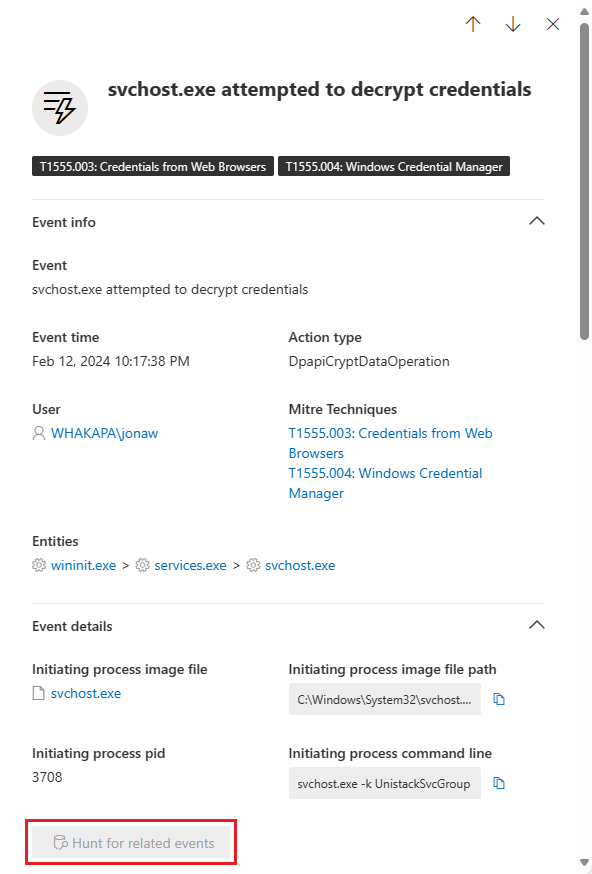 svchost.exe attempted to decrypt credentials
T1555.003: Credentials from Web Browsers T1555.004: Windows Credential Manager
Event info
Event
svchost.exe attempted to decrypt credentials
Event time
Feb 12, 2024 10:17:38 PM
Action type
DpapiCryptDataOperation
User
WHAKAPA\jonaw
Mitre Techniques
T1555.003: Credentials from Web
Browsers
T1555.004: Windows Credential
Manager
Entities
wininit.exe > services.exe > svchost.exe
Event details
Initiating process image file
svchost.exe
Initiating process image file path
C:\Windows\System32\svchost....
Initiating process pid
3708
Initiating process command line
svchost.exe -k UnistackSvcGroup
Hunt for related events